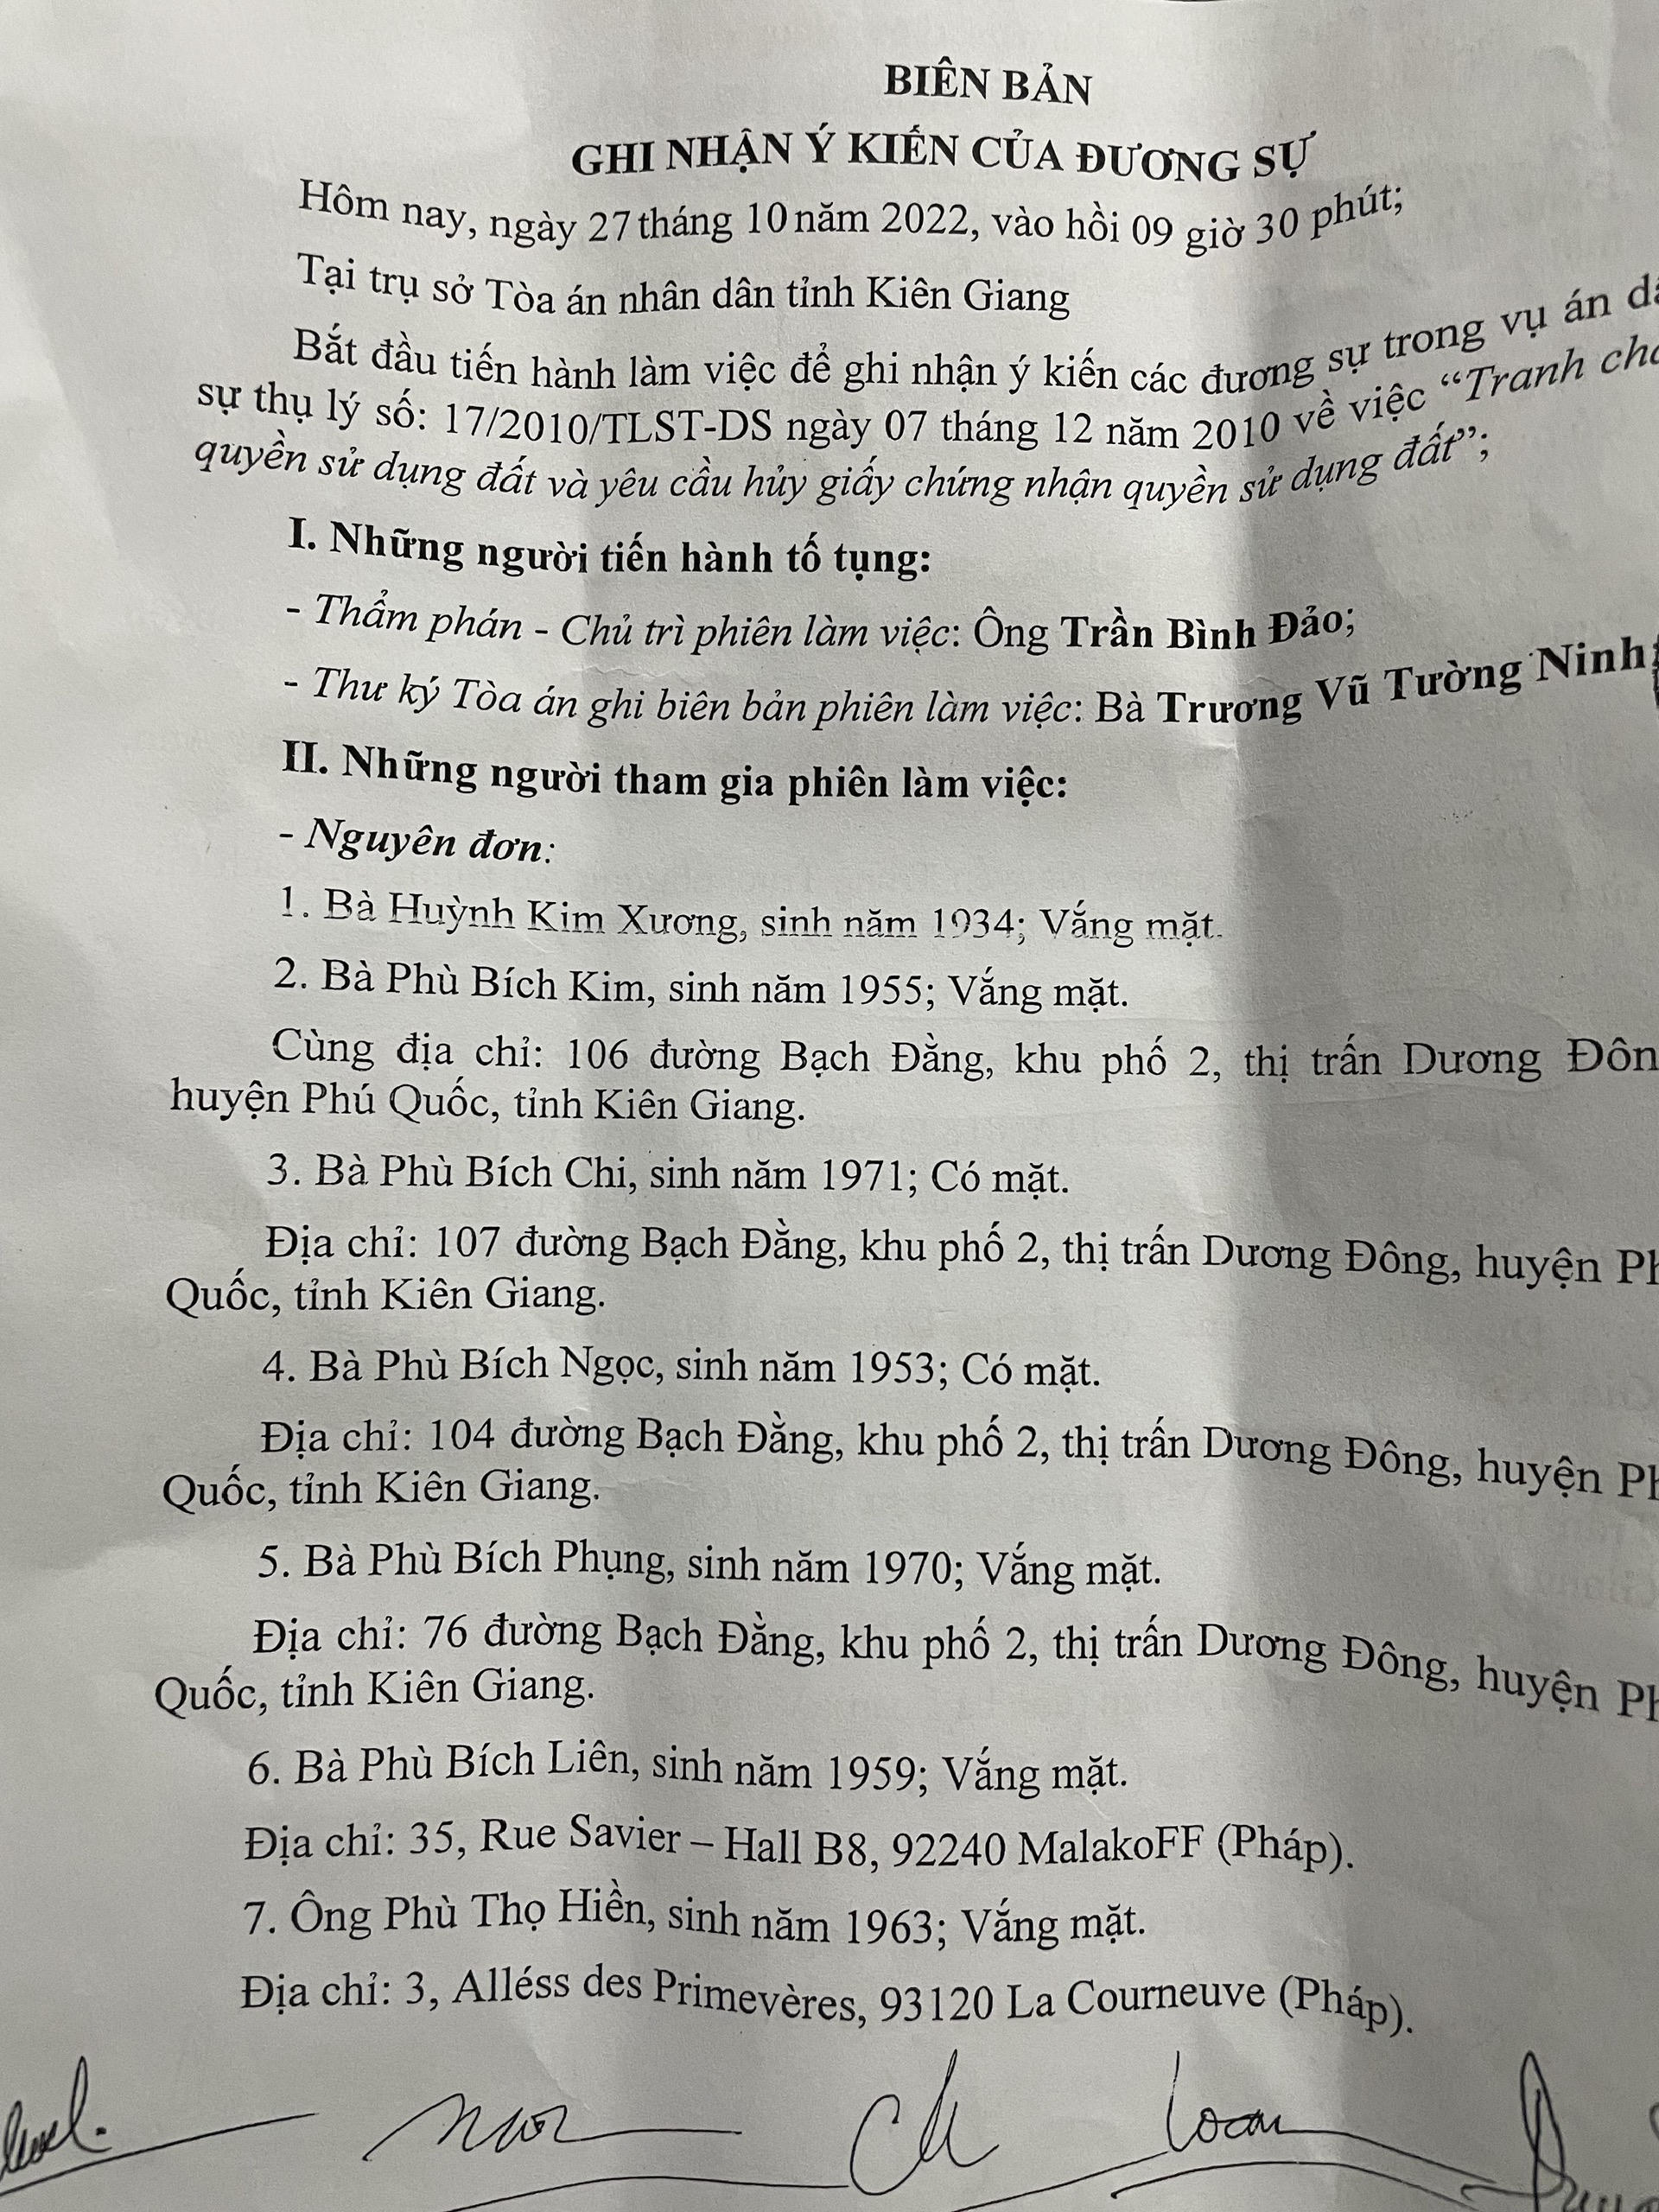 BIÊN BẢN
GHI NHẬN Ý KIẾN CỦA ĐƯƠNG SỰ
Hôm nay, ngày 27 tháng 10 năm 2022, vào hồi 09 giờ 30 phút;
Tại trụ sở Tòa án nhân dân tỉnh Kiên Giang
Bắt đầu tiến hành làm việc để ghi nhận ý kiến các đương sự trong vụ án
sự thụ lý số: 17/2010/TLST-DS ngày 07 tháng 12 năm 2010 về việc “Tranh
quyền sử dụng đất và yêu cầu hủy giấy chứng nhận quyền sử dụng đất”;
I. Những người tiến hành tố tụng:
- Thẩm phán - Chủ trì phiên làm việc: Ông Trần Bình Đảo;
- Thư ký Tòa án ghi biên bản phiên làm việc: Bà Trương Vũ Tường Ninh;
II. Những người tham gia phiên làm việc:
- Nguyên đơn:
1. Bà Huỳnh Kim Xương, sinh năm 1934; Vắng mặt.
2. Bà Phù Bích Kim, sinh năm 1955; Vắng mặt.
Cùng địa chỉ: 106 đường Bạch Đằng, khu phố 2, thị trấn Dương
huyện Phú Quốc, tỉnh Kiên Giang.
3. Bà Phù Bích Chi, sinh năm 1971; Có mặt.
Địa chỉ: 107 đường Bạch Đằng, khu phố 2, thị trấn Dương Đông, huyện
Quốc, tỉnh Kiên Giang.
4. Bà Phù Bích Ngọc, sinh năm 1953; Có mặt.
Địa chỉ: 104 đường Bạch Đằng, khu phố 2, thị trấn Dương Đông, huyện
Quốc, tỉnh Kiên Giang.
5. Bà Phù Bích Phụng, sinh năm 1970; Vắng mặt.
Địa chỉ: 76 đường Bạch Đằng, khu phố 2, thị trấn Dương Đông, huyện
Quốc, tỉnh Kiên Giang.
6. Bà Phù Bích Liên, sinh năm 1959; Vắng mặt.
Địa chỉ: 35, Rue Savier – Hall B8, 92240 MalakoFF (Pháp).
7. Ông Phù Thọ Hiền, sinh năm 1963; Vắng mặt.
Địa chỉ: 3, Alléss des Primevères, 93120 La Courneuve (Pháp).